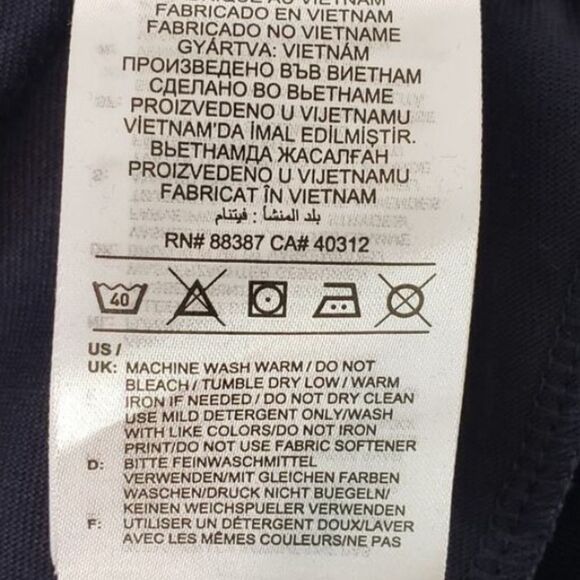 FABRICADO EN VIETNAM
FABRICADO NO VIETNAME
GYÁRTVA: VIETNÁM
ПРОИЗВЕДЕНО ВЪВ ВИЕТНАМ
СДЕЛАНО ВО ВЬЕТНАМЕ
PROIZVEDENO U VIJETNAMU
VİETNAM'DA İMAL EDİLMİŞTİR.
ВЬЕТНАМДА ЖАСАЛҒАН
PROIZVEDENO U VIJETNAMU
FABRICAT ÎN VIETNAM
بلد المنشأ : فيتنام
RN# 88387 CA# 40312
40
US /
UK: MACHINE WASH WARM / DO NOT
BLEACH / TUMBLE DRY LOW / WARM
IRON IF NEEDED / DO NOT DRY CLEAN
USE MILD DETERGENT ONLY/WASH
WITH LIKE COLORS/DO NOT IRON
PRINT/DO NOT USE FABRIC SOFTENER
D: BITTE FEINWASCHMITTEL
VERWENDEN/MIT GLEICHEN FARBEN
WASCHEN/DRUCK NICHT BUEGELN/
KEINEN WEICHSPUELER VERWENDEN
F: UTILISER UN DÉTERGENT DOUX/LAVER
AVEC LES MÊMES COULEURS/NE PAS